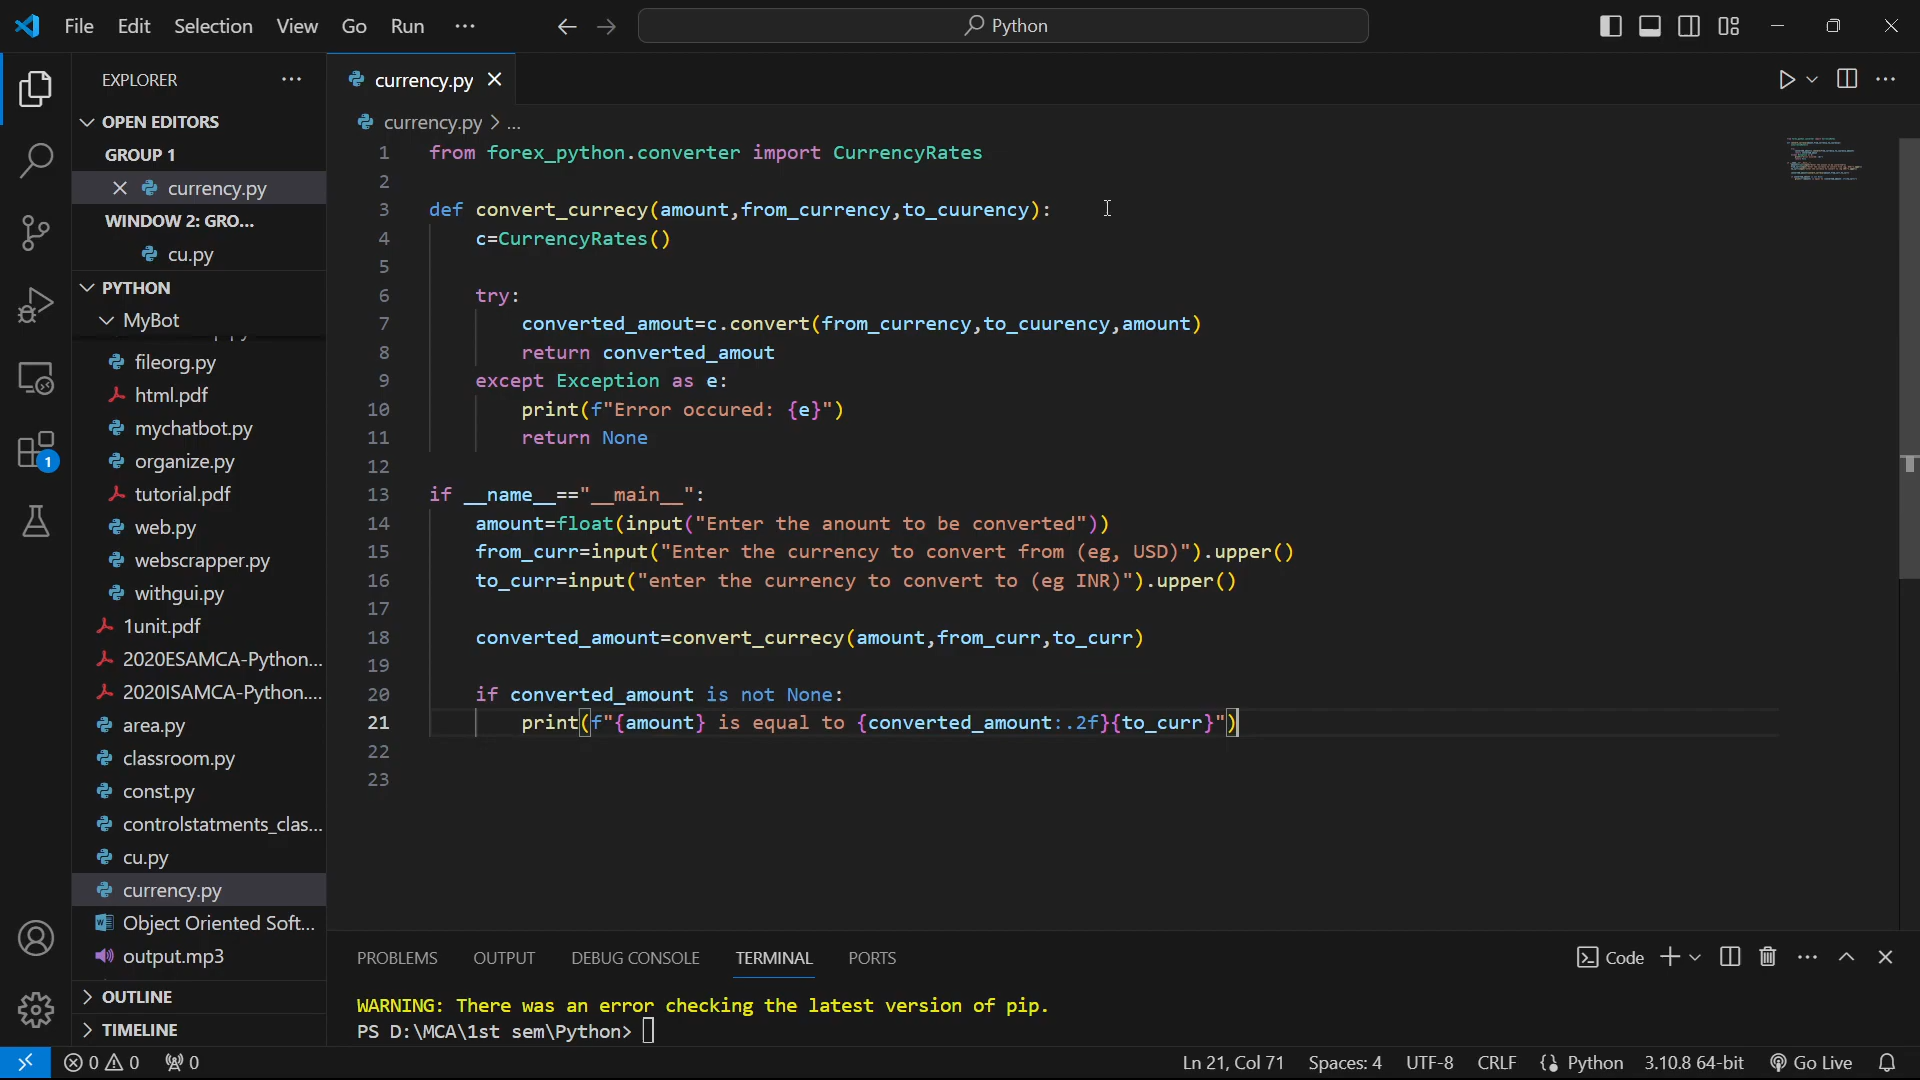 File Edit Selection View Go Run ··· Python
EXPLORER ···
OPEN EDITORS
GROUP 1
currency.py
WINDOW 2: GRO...
cu.py
PYTHON
MyBot
fileorg.py
html.pdf
mychatbot.py
organize.py
tutorial.pdf
web.py
webscrapper.py
withgui.py
1unit.pdf
2020ESAMCA-Python...
2020ISAMCA-Python....
area.py
classroom.py
const.py
controlstatments_clas...
cu.py
currency.py
Object Oriented Soft...
output.mp3
OUTLINE
TIMELINE
currency.py
currency.py > ...
1 from forex_python.converter import CurrencyRates
2
3 def convert_currecy(amount,from_currency,to_cuurency):
4     c=CurrencyRates()
5
6     try:
7         converted_amout=c.convert(from_currency,to_cuurency,amount)
8         return converted_amout
9     except Exception as e:
10         print(f"Error occured: {e}")
11         return None
12
13 if __name__=="__main__":
14     amount=float(input("Enter the anount to be converted"))
15     from_curr=input("Enter the currency to convert from (eg, USD)").upper()
16     to_curr=input("enter the currency to convert to (eg INR)").upper()
17
18     converted_amount=convert_currecy(amount,from_curr,to_curr)
19
20     if converted_amount is not None:
21         print(f"{amount} is equal to {converted_amount:.2f}{to_curr}")
22
23
PROBLEMS OUTPUT DEBUG CONSOLE TERMINAL PORTS Code
WARNING: There was an error checking the latest version of pip.
PS D:\MCA\1st sem\Python>
1
0 0 0 Ln 21, Col 71 Spaces: 4 UTF-8 CRLF Python 3.10.8 64-bit Go Live